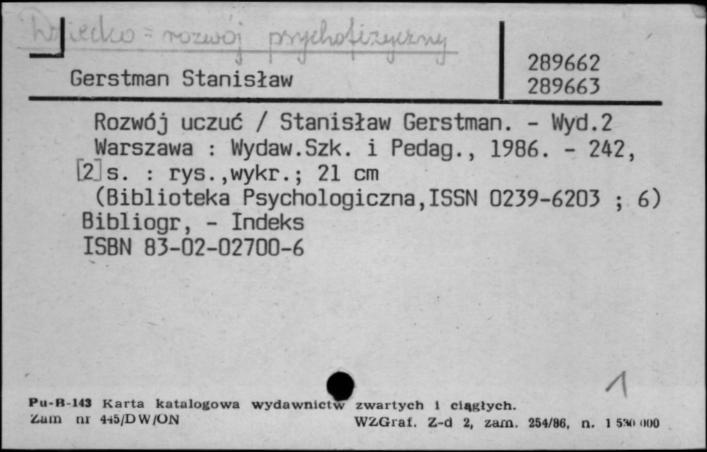 Dziecko = rozwój psychofizyczny
289662
Gerstman Stanisław
289663
Rozwój uczuć / Stanisław Gerstman. - Wyd.2
Warszawa : Wydaw.Szk. i Pedag., 1986. - 242,
[2]s. : rys.,wykr.; 21 cm
(Biblioteka Psychologiczna,ISSN 0239-6203 ; 6)
Bibliogr, - Indeks
ISBN 83-02-02700-6
1
Pu-B-143 Karta katalogowa wydawnictw zwartych i ciągłych.
Zam nr 445/DW/ON WZGraf. Z-d 2, zam. 254/86, n. 1 530 000